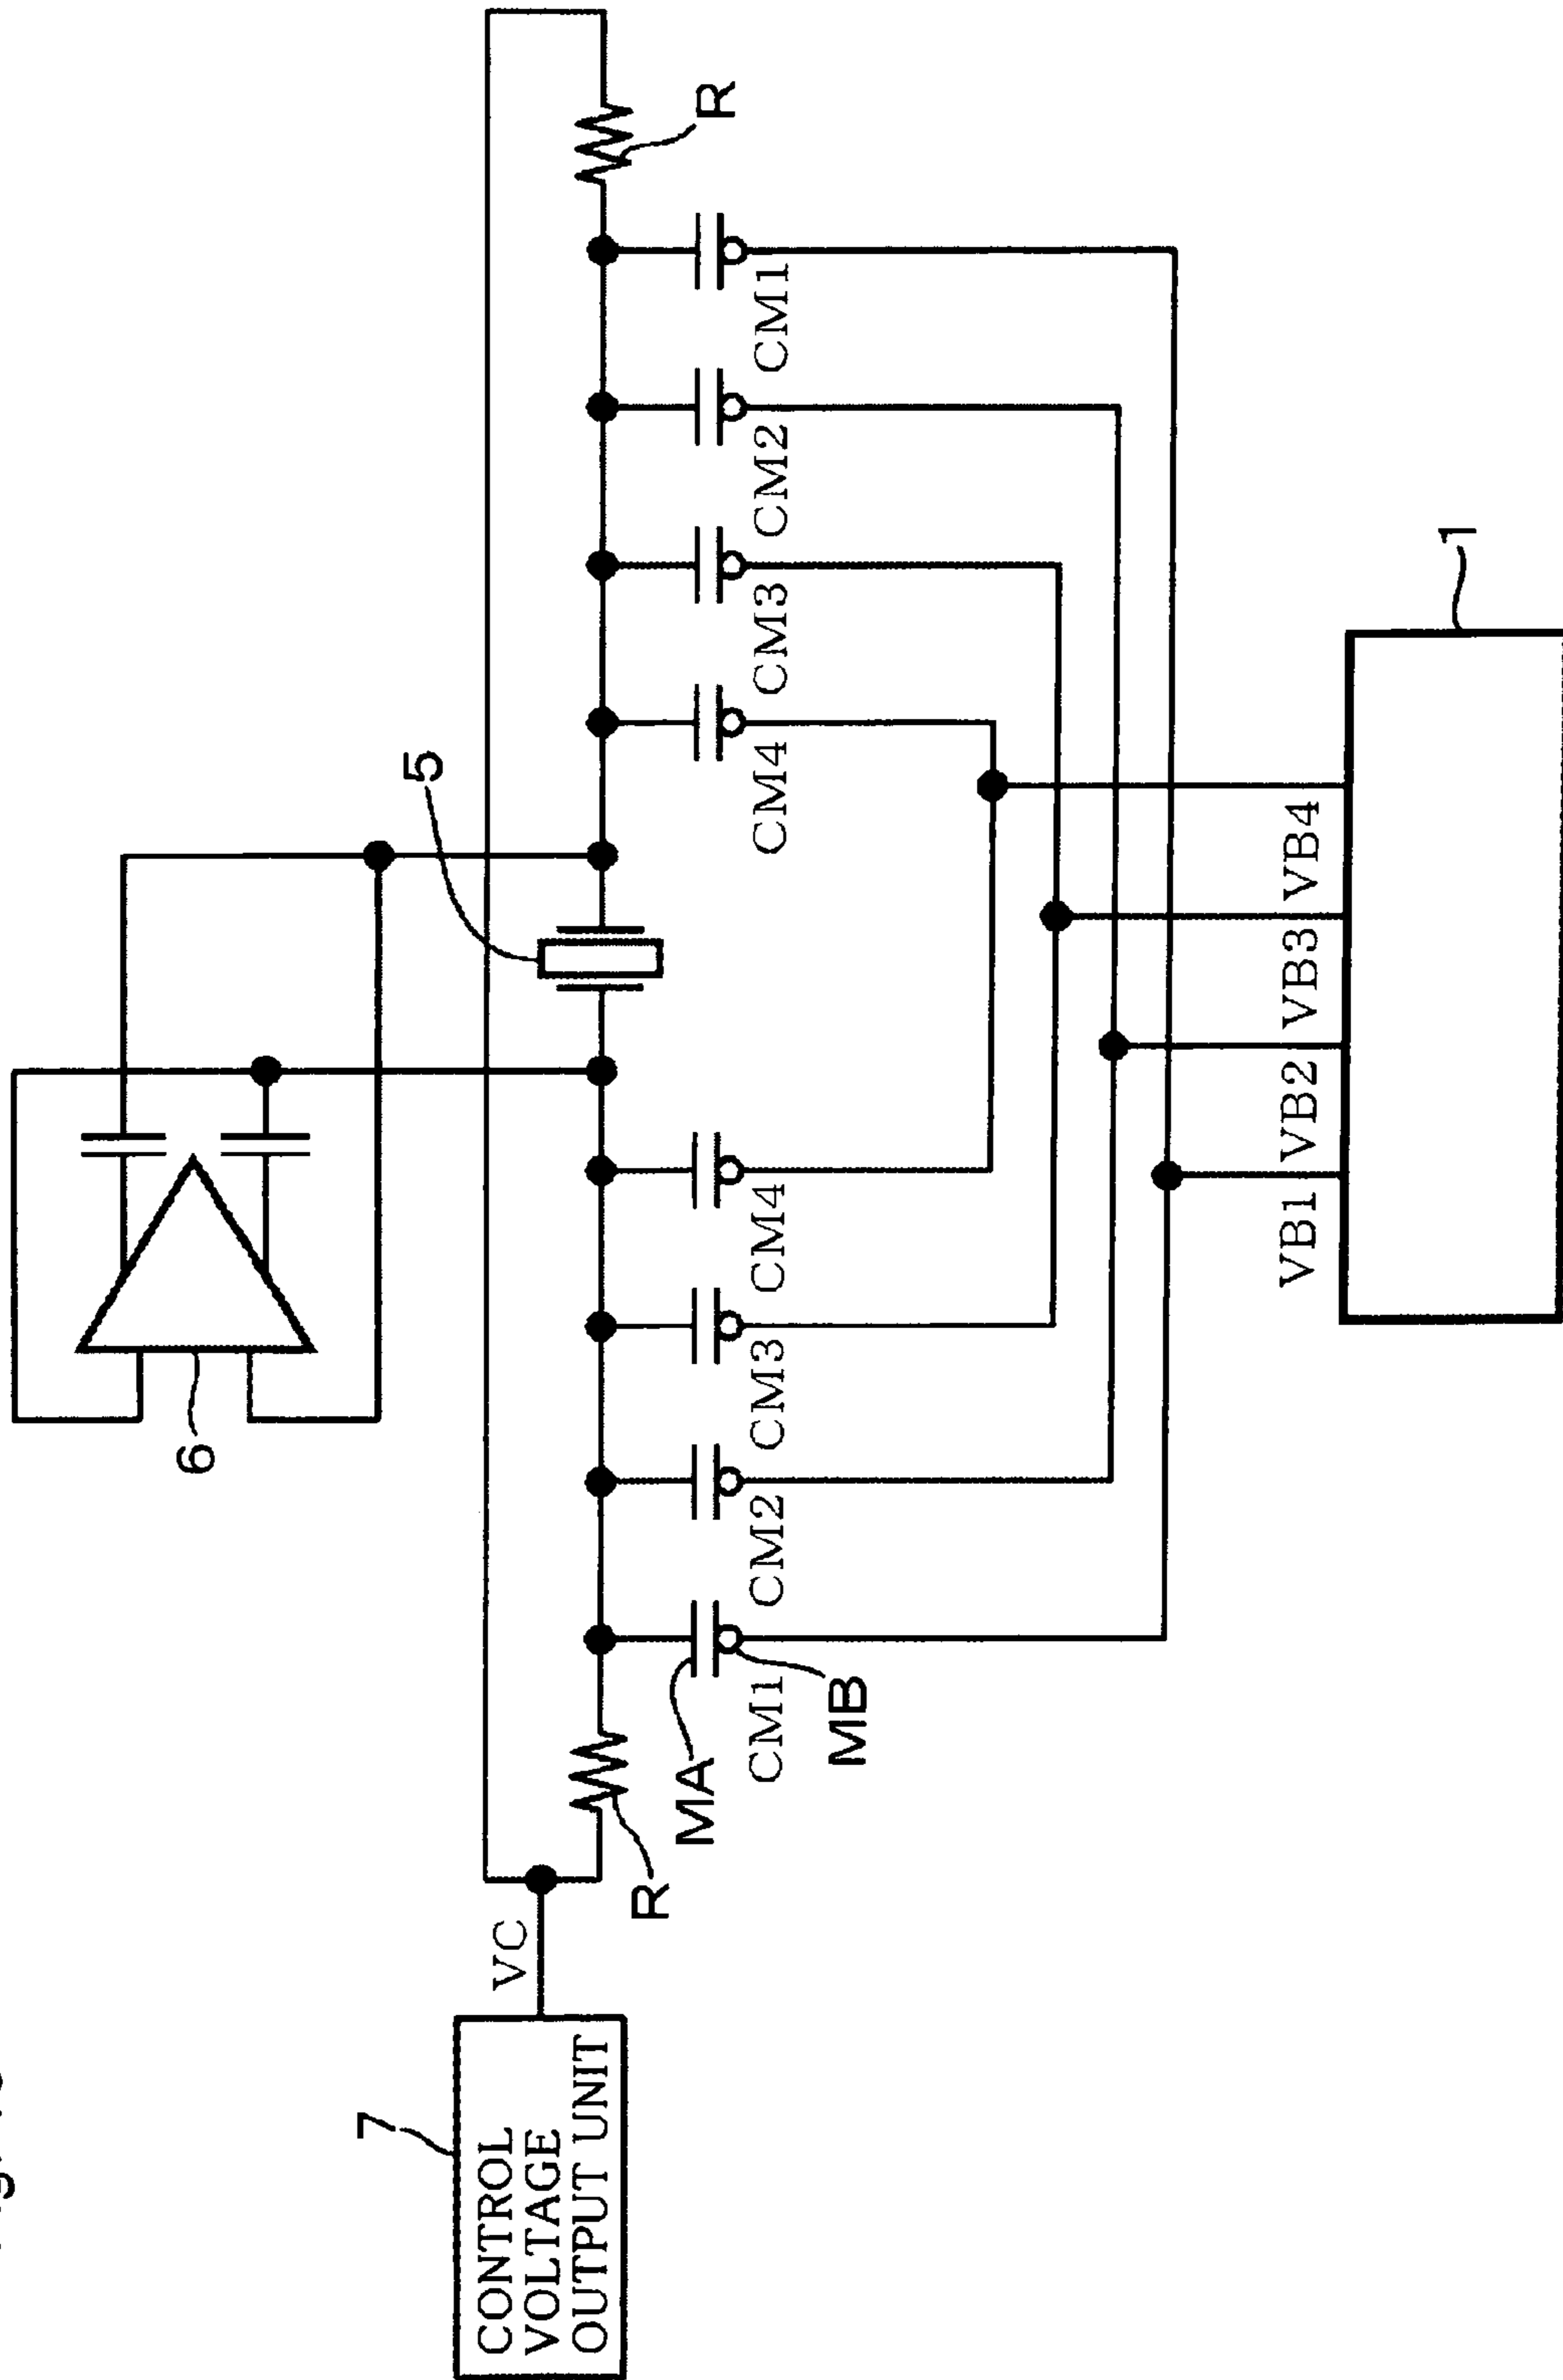 6
5
7
CONTROL
VOLTAGE
OUTPUT UNIT
VC
R
R
MA
MB
CM1
CM2
CM3
CM4
CM4
CM3
CM2
CM1
VB1
VB2
VB3
VB4
1